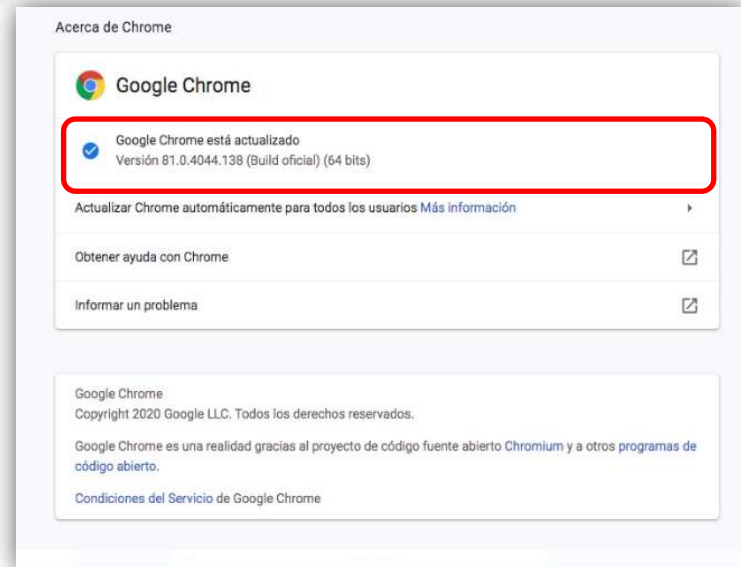 Acerca de Chrome
Google Chrome
Google Chrome está actualizado
Versión 81.0.4044.138 (Build oficial) (64 bits)
Actualizar Chrome automáticamente para todos los usuarios Más información
Obtener ayuda con Chrome
Informar un problema
Google Chrome
Copyright 2020 Google LLC. Todos los derechos reservados.
Google Chrome es una realidad gracias al proyecto de código fuente abierto Chromium y a otros programas de
código abierto.
Condiciones del Servicio de Google Chrome